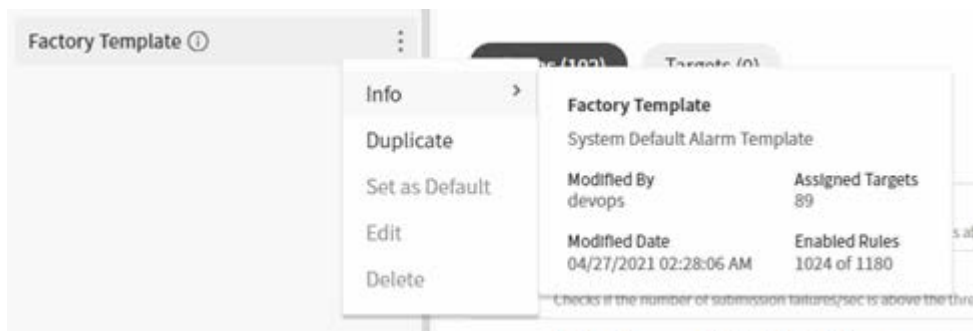 Factory Template
(102)
Targets (0)
Info
Duplicate
Set as Default
Edit
Delete
Factory Template
System Default Alarm Template
Modified By
devops
Assigned Targets
89
Modified Date
04/27/2021 02:28:06 AM
Enabled Rules
1024 of 1180
Checks if the number of submission failures/sec is above the